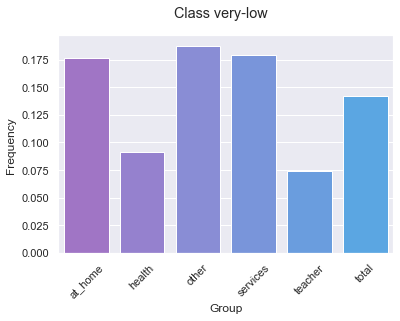 Class very-low
0.175
0.150
0.125
0.100
0.075
0.050
0.025
0.000
Frequency
at_home
health
other
services
teacher
total
Group